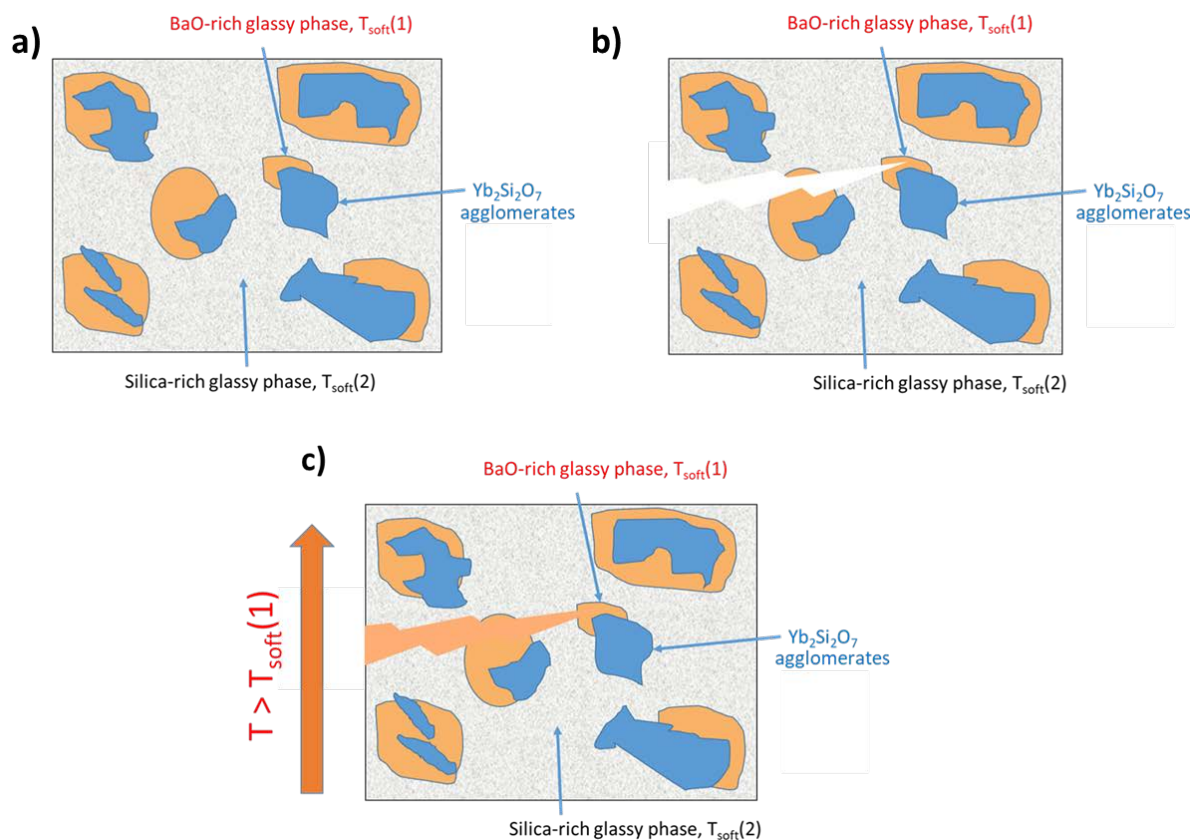 a)
BaO-rich glassy phase, Tsoft(1)
Yb2Si2O7
agglomerates
Silica-rich glassy phase, Tsoft(2)
b)
BaO-rich glassy phase, Tsoft(1)
Yb2Si2O7
agglomerates
Silica-rich glassy phase, Tsoft(2)
c)
BaO-rich glassy phase, Tsoft(1)
T > Tsoft(1)
Yb2Si2O7
agglomerates
Silica-rich glassy phase, Tsoft(2)